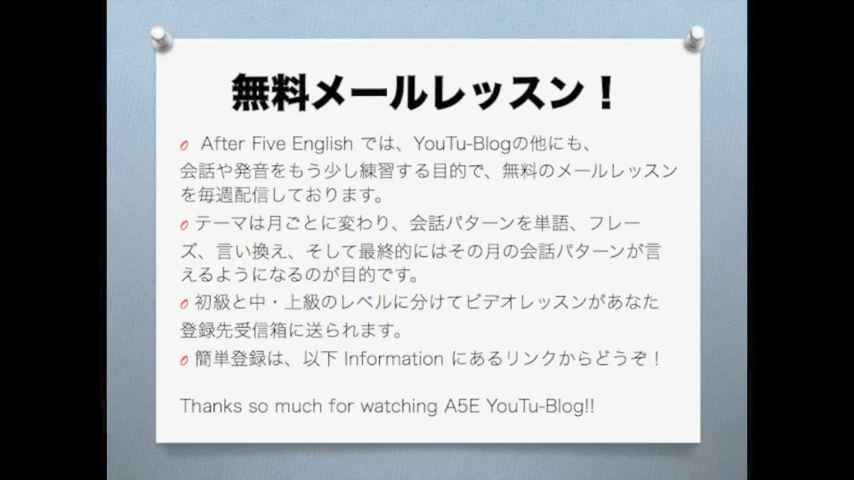 無料メールレッスン！
After Five English では、YouTu-Blogの他にも、
会話や発音をもう少し練習する目的で、無料のメールレッスン
を毎週配信しております。
テーマは月ごとに変わり、会話パターンを単語、フレー
ズ、言い換え、そして最終的にはその月の会話パターンが言
えるようになるのが目的です。
初級と中・上級のレベルに分けてビデオレッスンがあなた
登録先受信箱に送られます。
簡単登録は、以下 Information にあるリンクからどうぞ！
Thanks so much for watching A5E YouTu-Blog!!